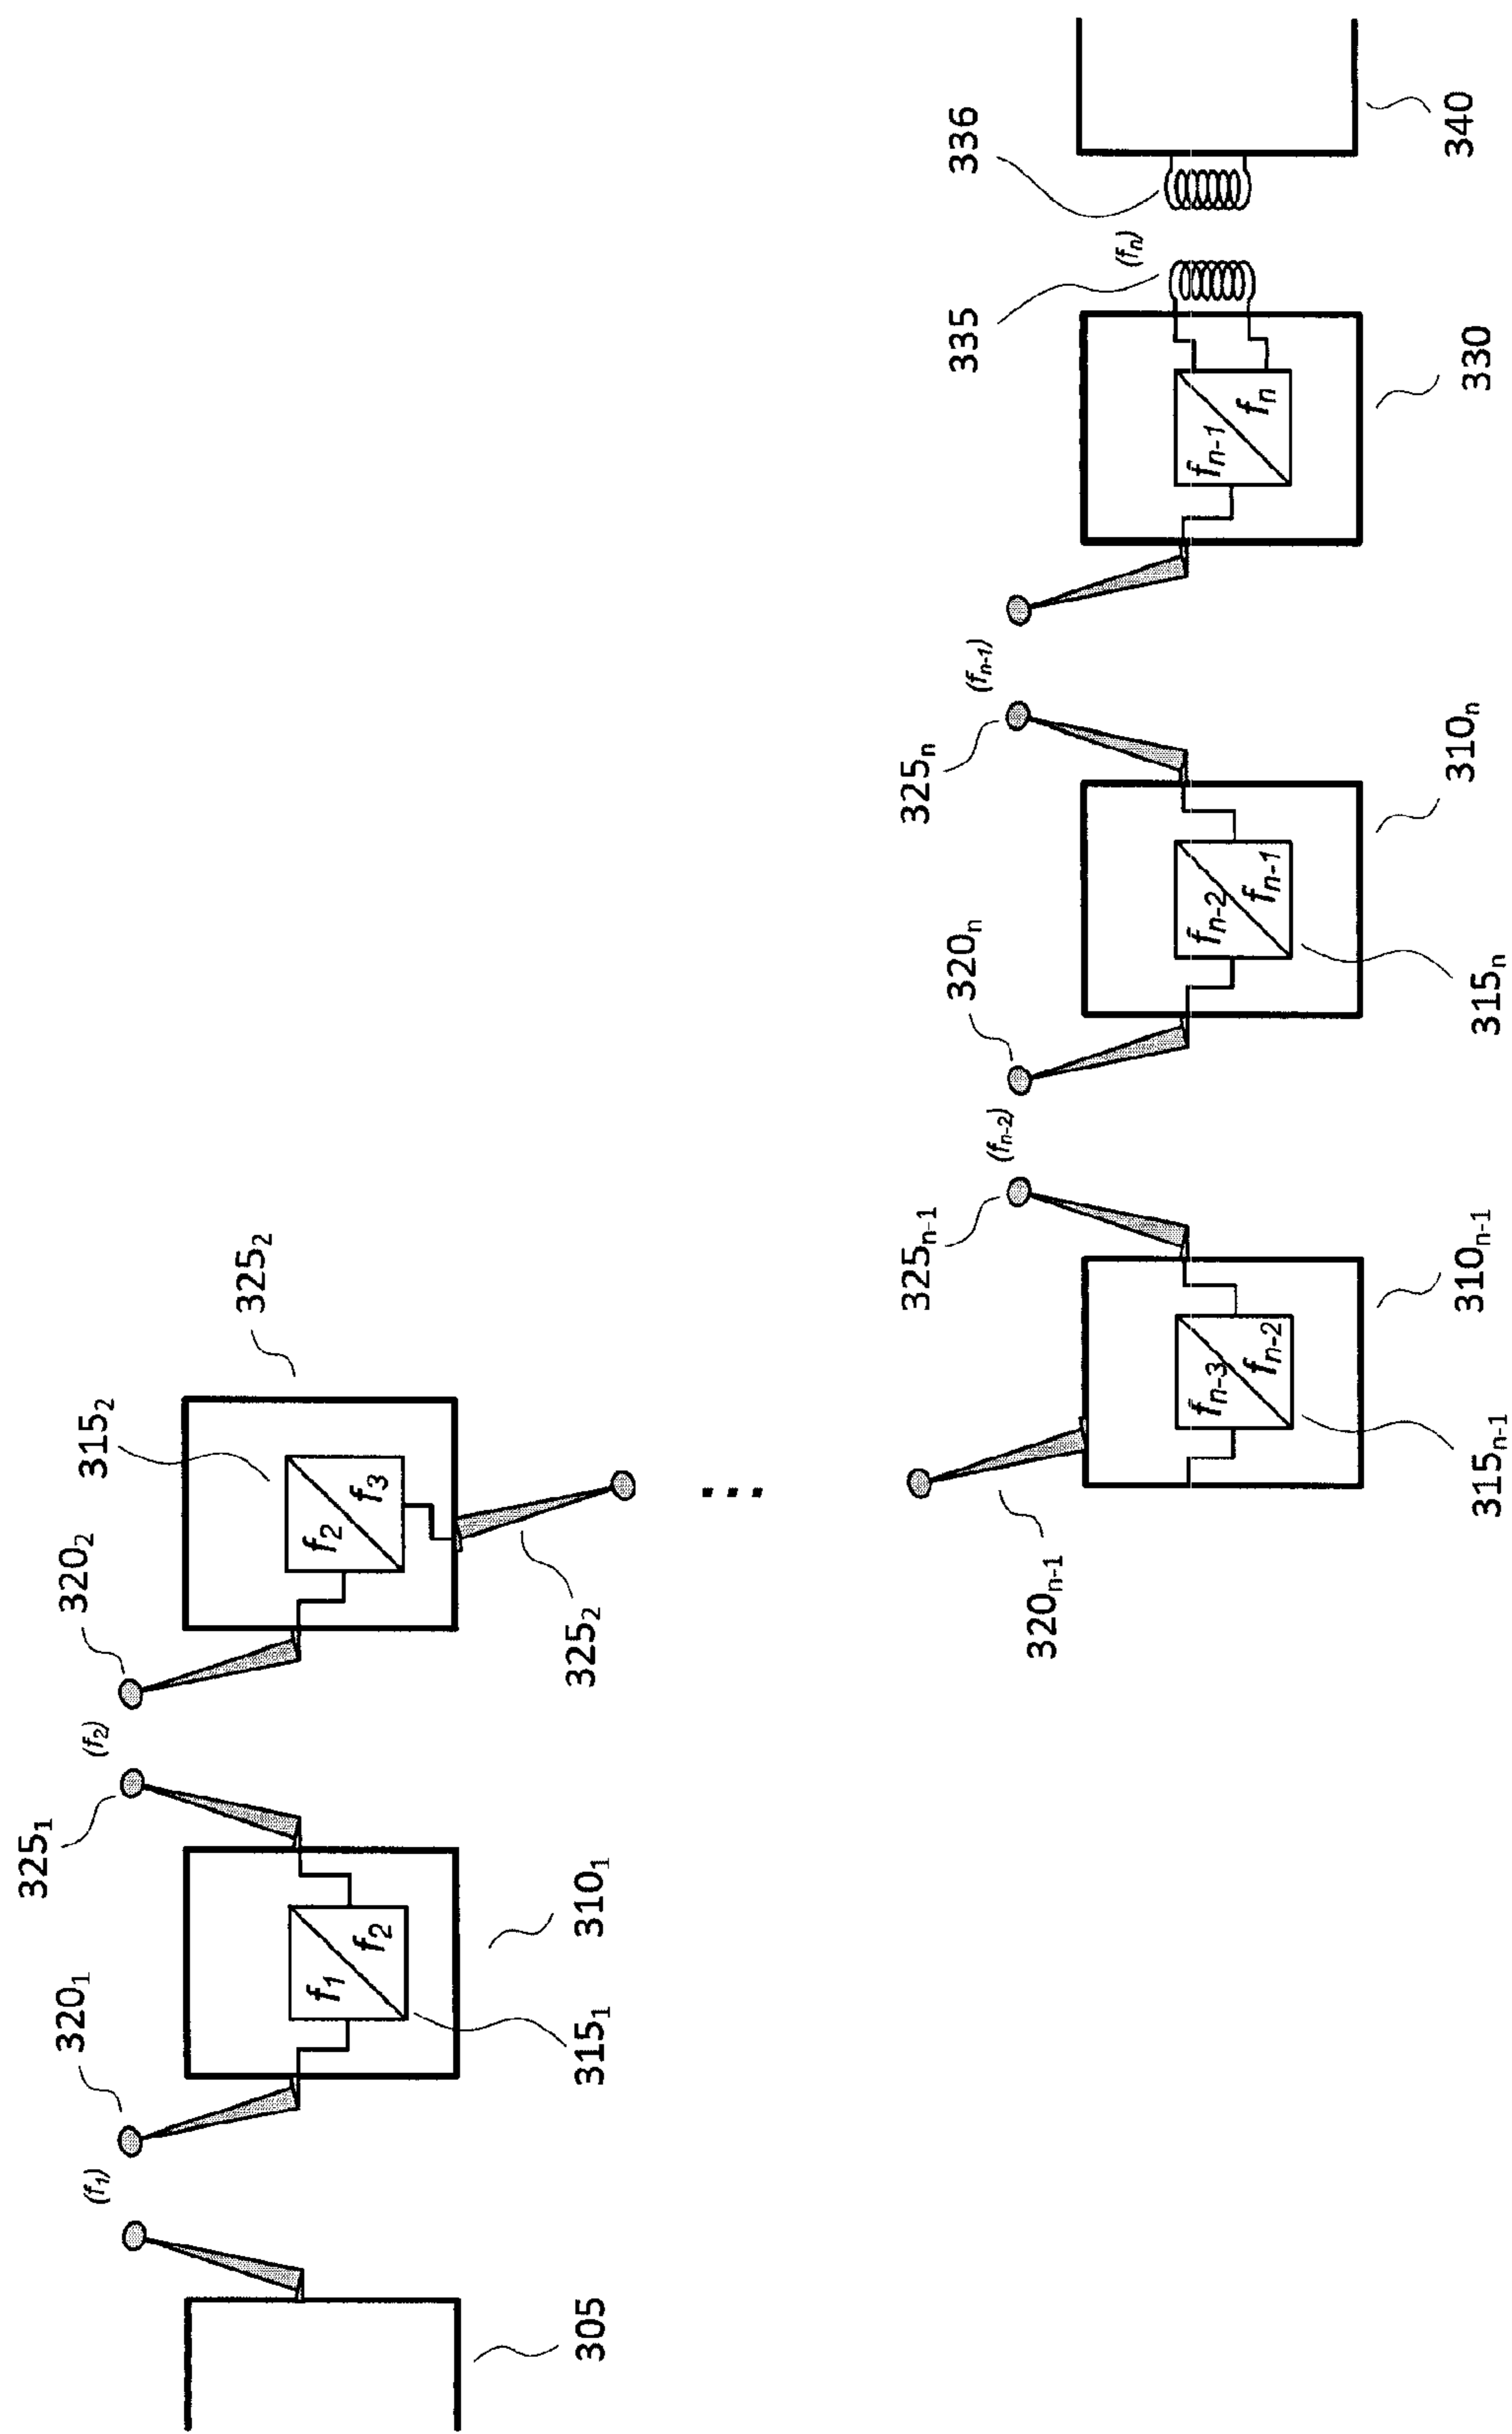 320₁
325₁
320₂
315₂
325₂
(f₁)
(f₂)
f₁
f₂
f₂
f₃
305
315₁
310₁
325₂
...
320ₙ₋₁
325ₙ₋₁
320ₙ
325ₙ
335
336
(fₙ₋₂)
(fₙ₋₁)
(fₙ)
fₙ₋₃
fₙ₋₂
fₙ₋₂
fₙ₋₁
fₙ₋₁
fₙ
315ₙ₋₁
310ₙ₋₁
315ₙ
310ₙ
330
340